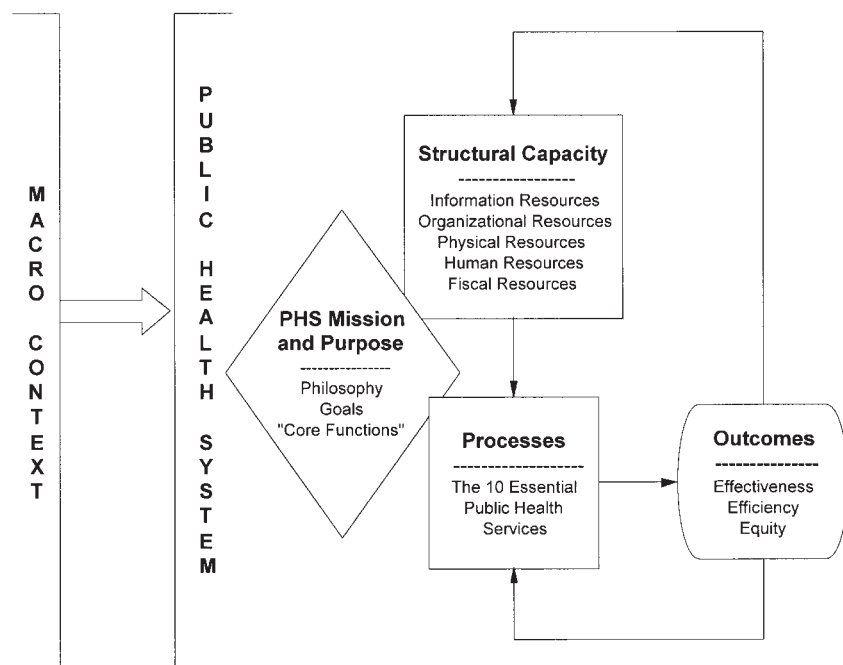 MACRO CONTEXT
PUBLIC HEALTH SYSTEM
PHS Mission
and Purpose
Philosophy
Goals
"Core Functions"
Structural Capacity
Information Resources
Organizational Resources
Physical Resources
Human Resources
Fiscal Resources
Processes
The 10 Essential
Public Health
Services
Outcomes
Effectiveness
Efficiency
Equity